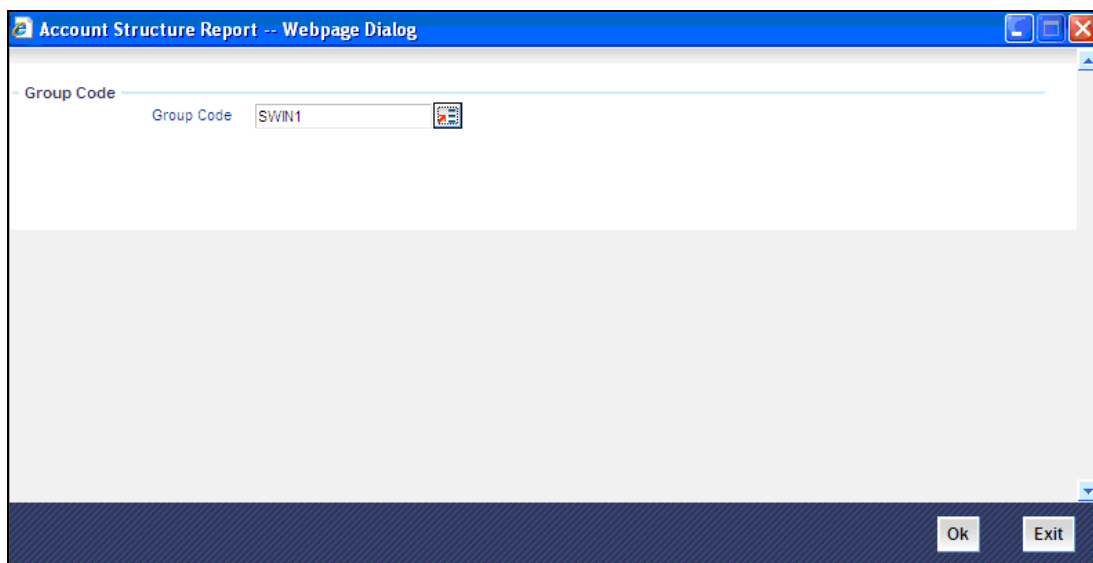 Account Structure Report -- Webpage Dialog
Group Code
Group Code SWIN1
Ok Exit